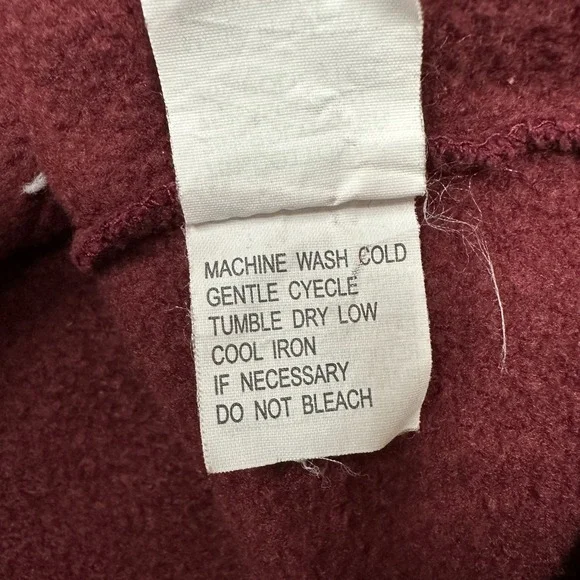 MACHINE WASH COLD
GENTLE CYECLE
TUMBLE DRY LOW
COOL IRON
IF NECESSARY
DO NOT BLEACH